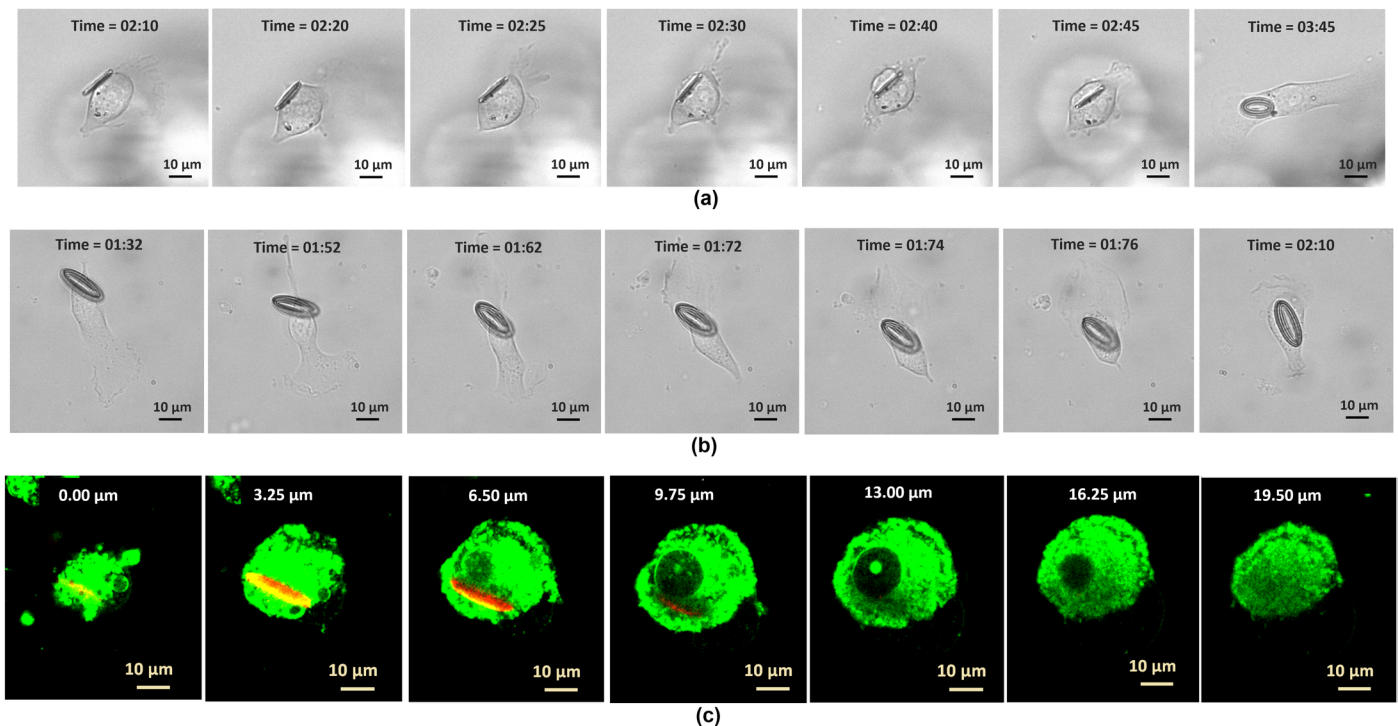 Time = 02:10 Time = 02:20 Time = 02:25 Time = 02:30 Time = 02:40 Time = 02:45 Time = 03:45
10 µm 10 µm 10 µm 10 µm 10 µm 10 µm 10 µm
(a)
Time = 01:32 Time = 01:52 Time = 01:62 Time = 01:72 Time = 01:74 Time = 01:76 Time = 02:10
10 µm 10 µm 10 µm 10 µm 10 µm 10 µm 10 µm
(b)
0.00 µm 3.25 µm 6.50 µm 9.75 µm 13.00 µm 16.25 µm 19.50 µm
10 µm 10 µm 10 µm 10 µm 10 µm 10 µm 10 µm
(c)